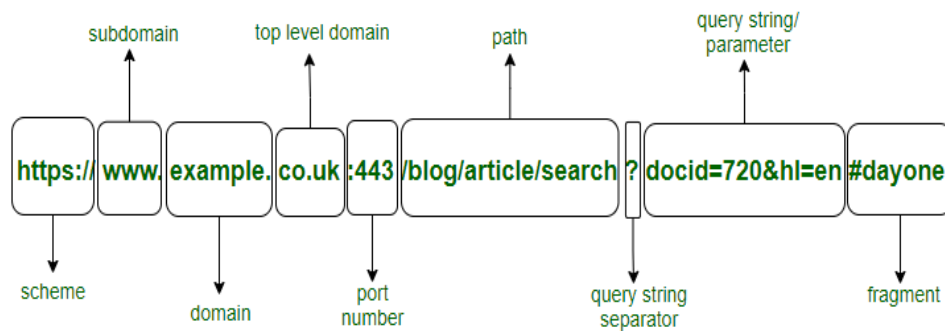 subdomain
top level domain
path
query string/
parameter
https://www.example.co.uk:443/blog/article/search?docid=720&hl=en#dayone
scheme
domain
port
number
query string
separator
fragment